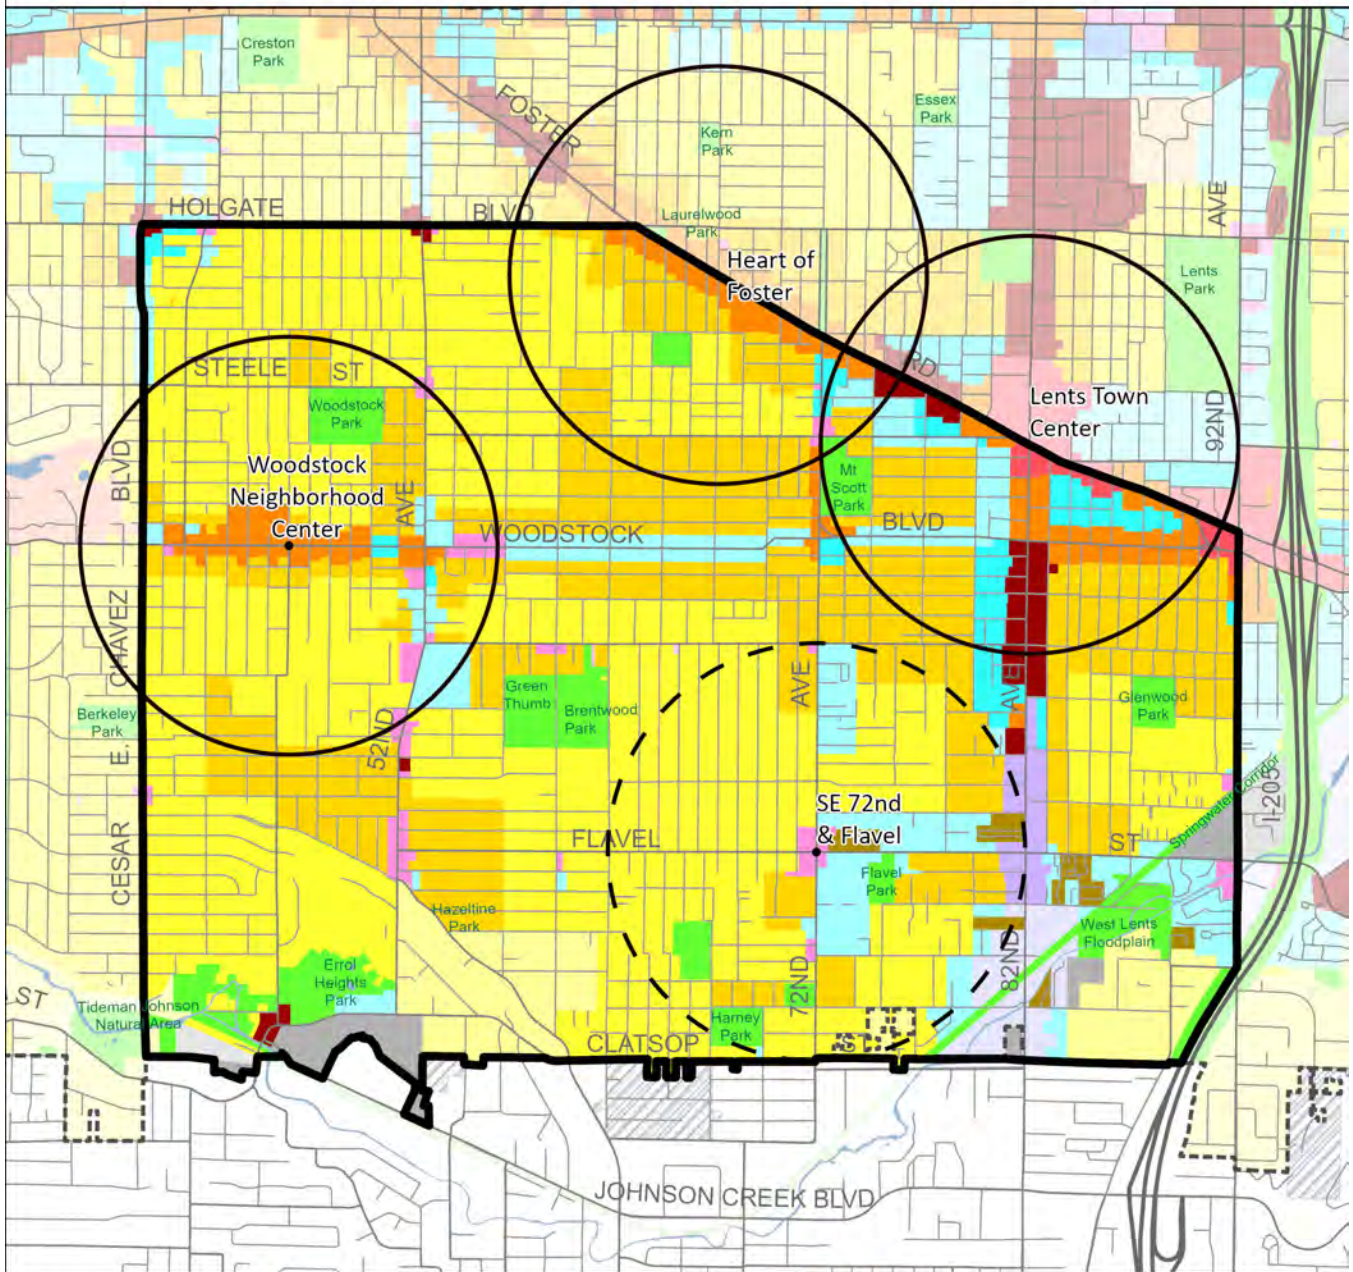 Creston
Park
FOSTER
Essex
Park
Kern
Park
HOLGATE
BLVD
Laurelwood
Park
AVE
Heart of
Foster
Lents
Park
RD
STEELE
ST
Woodstock
Park
Lents Town
Center
92ND
BLVD
Woodstock
Neighborhood
Center
AVE
Mt
Scott
Park
WOODSTOCK
BLVD
CHAVEZ
Green
Thumb
Brentwood
Park
AVE
AVE
Glenwood
Park
Berkeley
Park
E.
52ND
Springwater Corridor
I-205
SE 72nd
& Flavel
CESAR
FLAVEL
ST
Flavel
Park
Hazeltine
Park
West Lents
Floodplain
82ND
72ND
Errol
Heights
Park
ST
Tideman Johnson
Natural Area
Harney
Park
CLATSOP
ST
JOHNSON CREEK BLVD